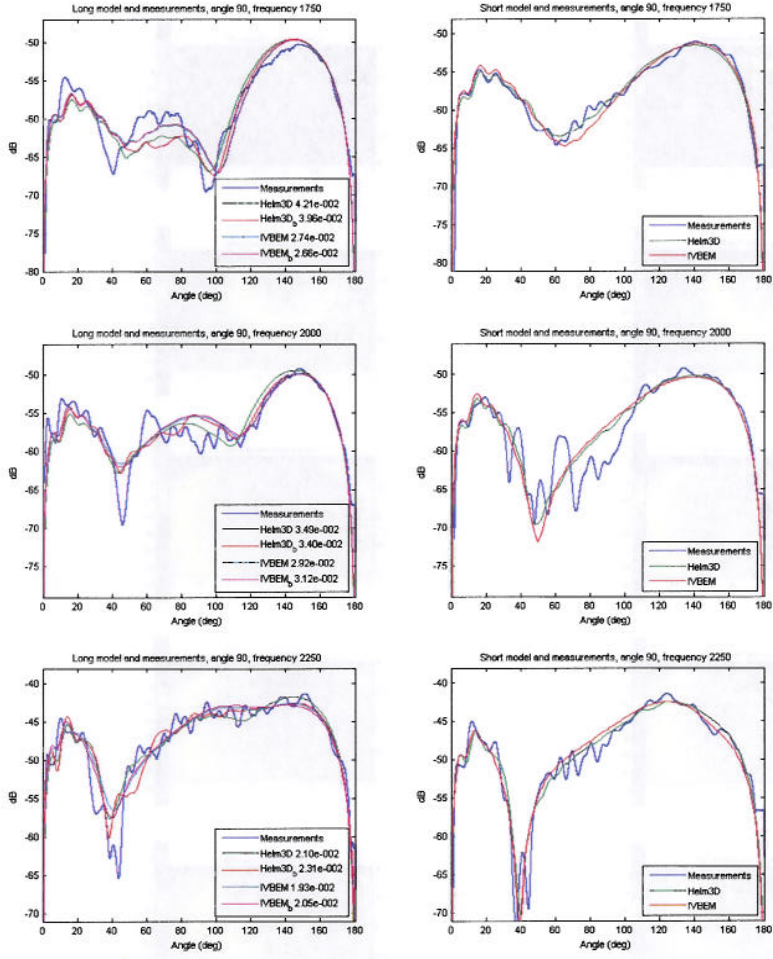 Long model and measurements, angle 90, frequency 1750
-50
-55
-60
-65
-70
-75
-80
dB
Measurements
Helm3D 4.21e-002
Helm3D_b 3.96e-002
IVBEM 2.74e-002
IVBEM_b 2.66e-002
0 20 40 60 80 100 120 140 160 180
Angle (deg)
Short model and measurements, angle 90, frequency 1750
-50
-55
-60
-65
-70
-75
-80
dB
Measurements
Helm3D
IVBEM
0 20 40 60 80 100 120 140 160 180
Angle (deg)
Long model and measurements, angle 90, frequency 2000
-50
-55
-60
-65
-70
-75
dB
Measurements
Helm3D 3.49e-002
Helm3D_b 3.40e-002
IVBEM 2.92e-002
IVBEM_b 3.12e-002
0 20 40 60 80 100 120 140 160 180
Angle (deg)
Short model and measurements, angle 90, frequency 2000
-50
-55
-60
-65
-70
-75
dB
Measurements
Helm3D
IVBEM
0 20 40 60 80 100 120 140 160 180
Angle (deg)
Long model and measurements, angle 90, frequency 2250
-40
-45
-50
-55
-60
-65
-70
dB
Measurements
Helm3D 2.10e-002
Helm3D_b 2.31e-002
IVBEM 1.93e-002
IVBEM_b 2.05e-002
0 20 40 60 80 100 120 140 160 180
Angle (deg)
Short model and measurements, angle 90, frequency 2250
-40
-45
-50
-55
-60
-65
-70
dB
Measurements
Helm3D
IVBEM
0 20 40 60 80 100 120 140 160 180
Angle (deg)